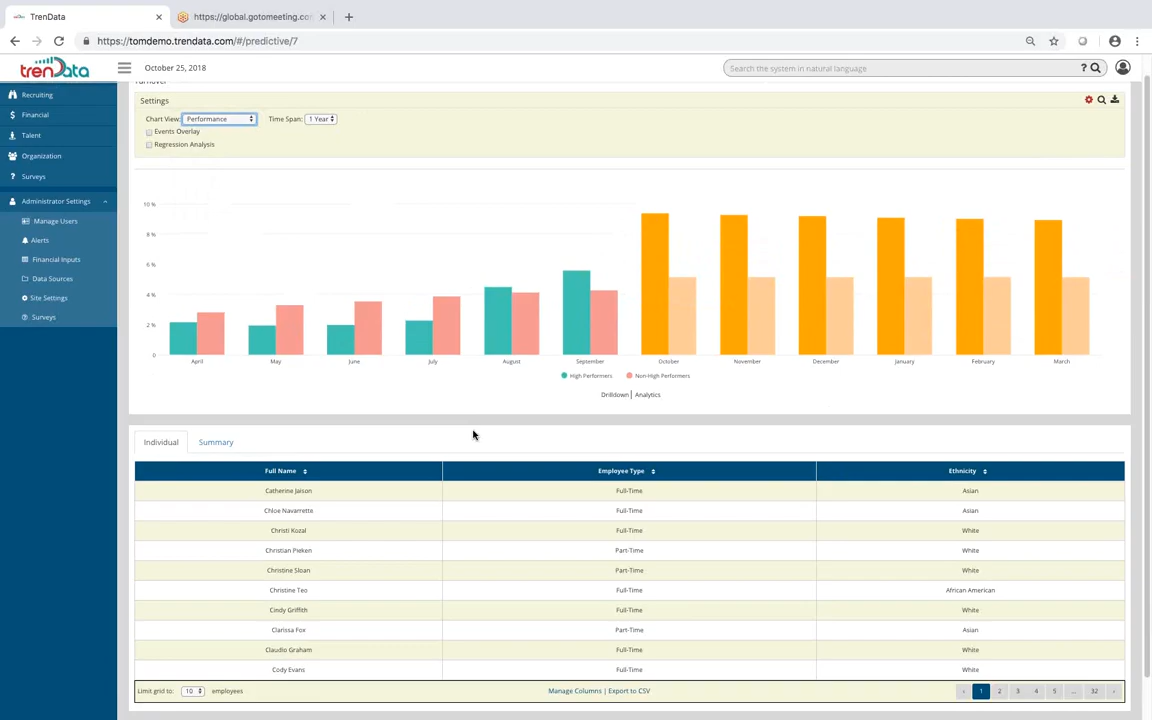 TrenData
https://global.gotomeeting.co
https://tomdemo.trendata.com/#/predictive/7
trenData
October 25, 2018
Search the system in natural language
?
Recruiting
Financial
Talent
Organization
Surveys
Administrator Settings
Manage Users
Alerts
Financial Inputs
Data Sources
Site Settings
Surveys
Turnover
Settings
Chart View: Performance Time Span: 1 Year
Events Overlay
Regression Analysis
10 %
8 %
6 %
4 %
2 %
0
April May June July August September October November December January February March
High Performers Non-High Performers
Drilldown | Analytics
Individual Summary
Full Name Employee Type Ethnicity
Catherine Jaison Full-Time Asian
Chloe Navarrette Full-Time Asian
Christi Kozal Full-Time White
Christian Pieken Part-Time White
Christine Sloan Part-Time White
Christine Teo Full-Time African American
Cindy Griffith Full-Time White
Clarissa Fox Part-Time Asian
Claudio Graham Full-Time White
Cody Evans Full-Time White
Limit grid to: 10 employees Manage Columns | Export to CSV ‹ 1 2 3 4 5 ... 32 ›